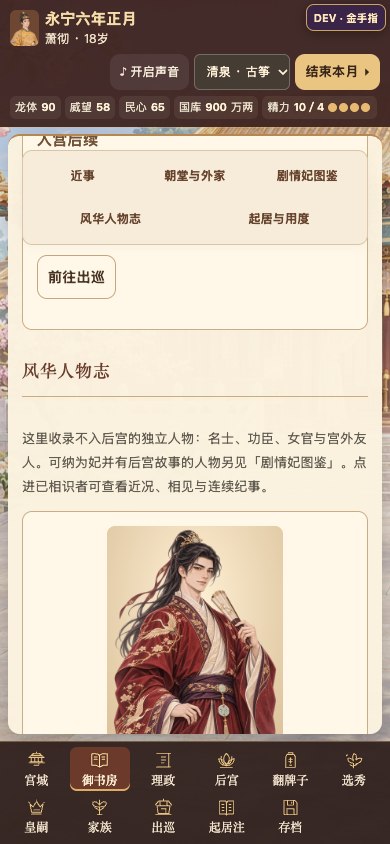 永宁六年正月
萧彻 · 18岁
DEV · 金手指
♪ 开启声音
清泉 · 古筝
结束本月
龙体 90
威望 58
民心 65
国库 900 万两
精力 10 / 4
入宫后续
近事
朝堂与外家
剧情妃图鉴
风华人物志
起居与用度
前往出巡
风华人物志
这里收录不入后宫的独立人物：名士、功臣、女官与宫外友
人。可纳为妃并有后宫故事的人物另见「剧情妃图鉴」。点
进已相识者可查看近况、相见与连续纪事。
宫城
御书房
理政
后宫
翻牌子
选秀
皇嗣
家族
出巡
起居注
存档